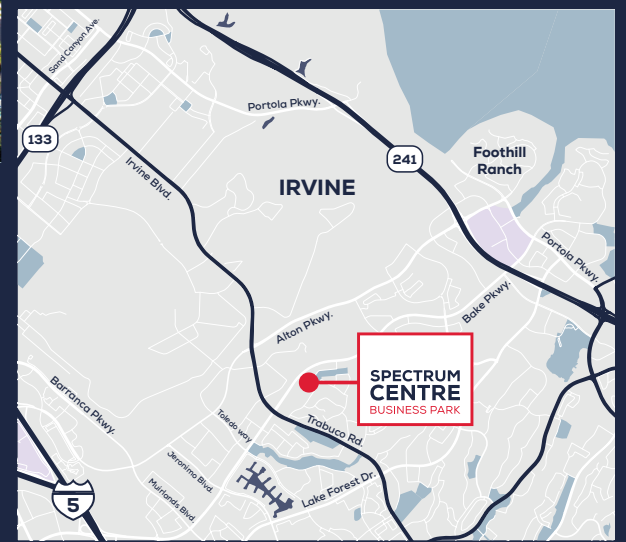 Sand Canyon Ave.
133
Portola Pkwy.
241
Foothill
Ranch
Irvine Blvd.
IRVINE
Portola Pkwy.
Bake Pkwy.
Alton Pkwy.
SPECTRUM
CENTRE
BUSINESS PARK
Barranca Pkwy.
Toledo way
Trabuco Rd.
Jeronimo Blvd.
Muirlands Blvd.
Lake Forest Dr.
5